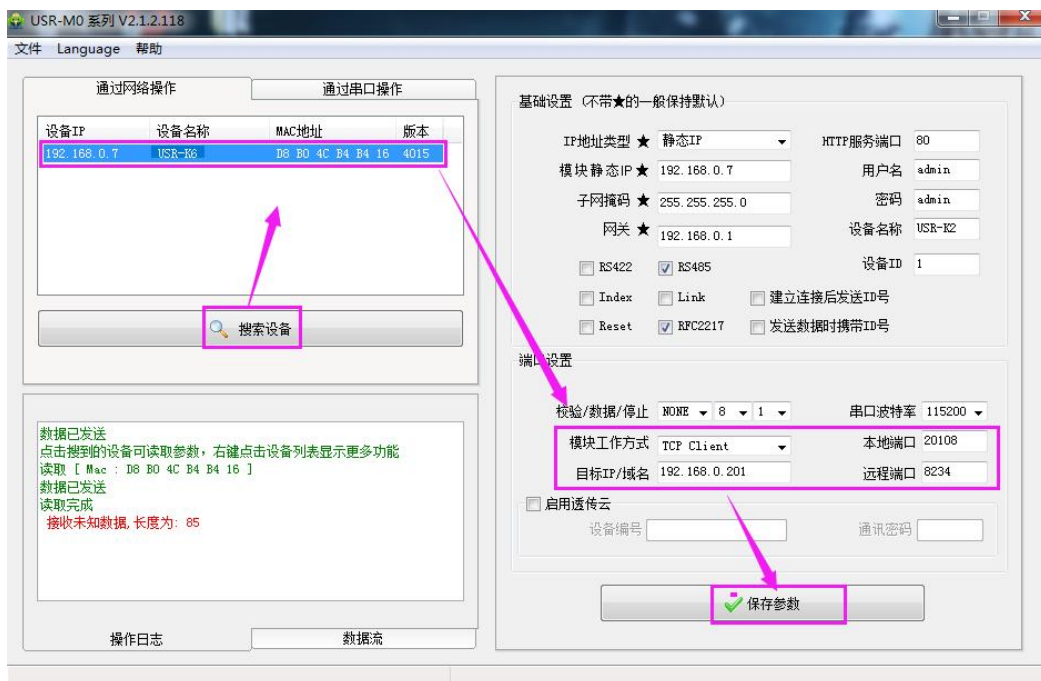 USR-M0 系列 V2.1.2.118
文件 Language 帮助
通过网络操作 通过串口操作
设备IP 设备名称 MAC地址 版本
192.168.0.7 USR-K6 D8 B0 4C B4 B4 16 4015
搜索设备
数据已发送
点击搜到的设备可读取参数，右键点击设备列表显示更多功能
读取 [ Mac : D8 B0 4C B4 B4 16 ]
数据已发送
读取完成
接收未知数据,长度为: 85
操作日志 数据流
基础设置 (不带★的一般保持默认)
IP地址类型 ★ 静态IP HTTP服务端口 80
模块静态IP ★ 192.168.0.7 用户名 admin
子网掩码 ★ 255.255.255.0 密码 admin
网关 ★ 192.168.0.1 设备名称 USR-K2
RS422 RS485 设备ID 1
Index Link 建立连接后发送ID号
Reset RFC2217 发送数据时携带ID号
端口设置
校验/数据/停止 NONE 8 1 串口波特率 115200
模块工作方式 TCP Client 本地端口 20108
目标IP/域名 192.168.0.201 远程端口 8234
启用透传云
设备编号 通讯密码
保存参数